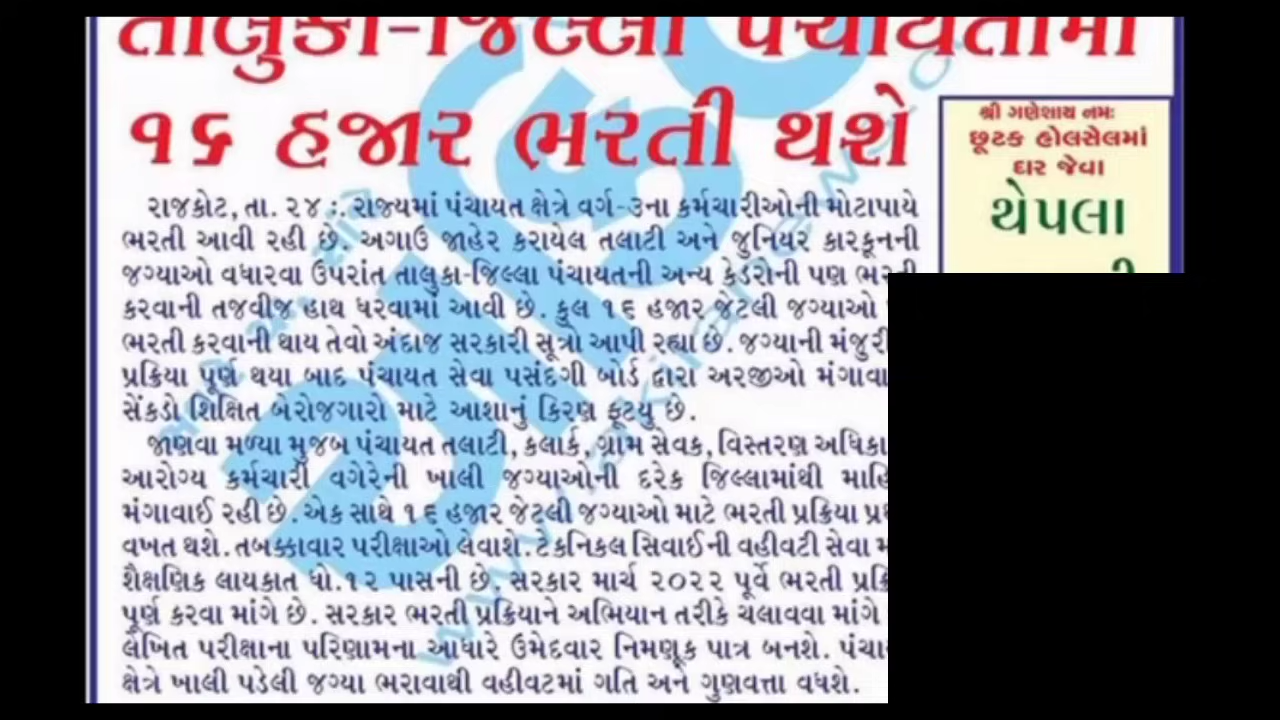 તાલુકા-જિલ્લા પંચાયતોમાં
૧૬ હજાર ભરતી થશે
રાજકોટ, તા. ૨૪ :. રાજ્યમાં પંચાયત ક્ષેત્રે વર્ગ-૩ના કર્મચારીઓની મોટાપાયે
ભરતી આવી રહી છે. અગાઉ જાહેર કરાયેલ તલાટી અને જુનિયર કારકૂનની
જગ્યાઓ વધારવા ઉપરાંત તાલુકા-જિલ્લા પંચાયતની અન્ય કેડરોની પણ
કરવાની તજવીજ હાથ ધરવામાં આવી છે. કુલ ૧૬ હજાર જેટલી જગ્યાઓ
ભરતી કરવાની થાય તેવો અંદાજ સરકારી સૂત્રો આપી રહ્યા છે. જગ્યાની મંજુરી
પ્રક્રિયા પૂર્ણ થયા બાદ પંચાયત સેવા પસંદગી બોર્ડ દ્વારા અરજીઓ મંગાવા
સેંકડો શિક્ષિત બેરોજગારો માટે આશાનું કિરણ ફૂટયુ છે.
જાણવા મળ્યા મુજબ પંચાયત તલાટી, કલાર્ક, ગ્રામ સેવક, વિસ્તરણ અધિકા
આરોગ્ય કર્મચારી વગેરેની ખાલી જગ્યાઓની દરેક જિલ્લામાંથી માહિ
મંગાવાઈ રહી છે. એક સાથે ૧૬ હજાર જેટલી જગ્યાઓ માટે ભરતી પ્રક્રિયા પ્ર
વખત થશે. તબક્કાવાર પરીક્ષાઓ લેવાશે. ટેકનિકલ સિવાઈની વહીવટી સેવા
શૈક્ષણિક લાયકાત ધો.૧૨ પાસની છે. સરકાર માર્ચ ૨૦૨૨ પૂર્વે ભરતી પ્રક્રિ
પૂર્ણ કરવા માંગે છે. સરકાર ભરતી પ્રક્રિયાને અભિયાન તરીકે ચલાવવા માંગે
લેખિત પરીક્ષાના પરિણામના આધારે ઉમેદવાર નિમણૂક પાત્ર બનશે. પંચા
ક્ષેત્રે ખાલી પડેલી જગ્યા ભરાવાથી વહીવટમાં ગતિ અને ગુણવત્તા વધશે.
શ્રી ગણેશાય નમઃ
છૂટક હોલસેલમાં
દાર જેવા
થેપલા